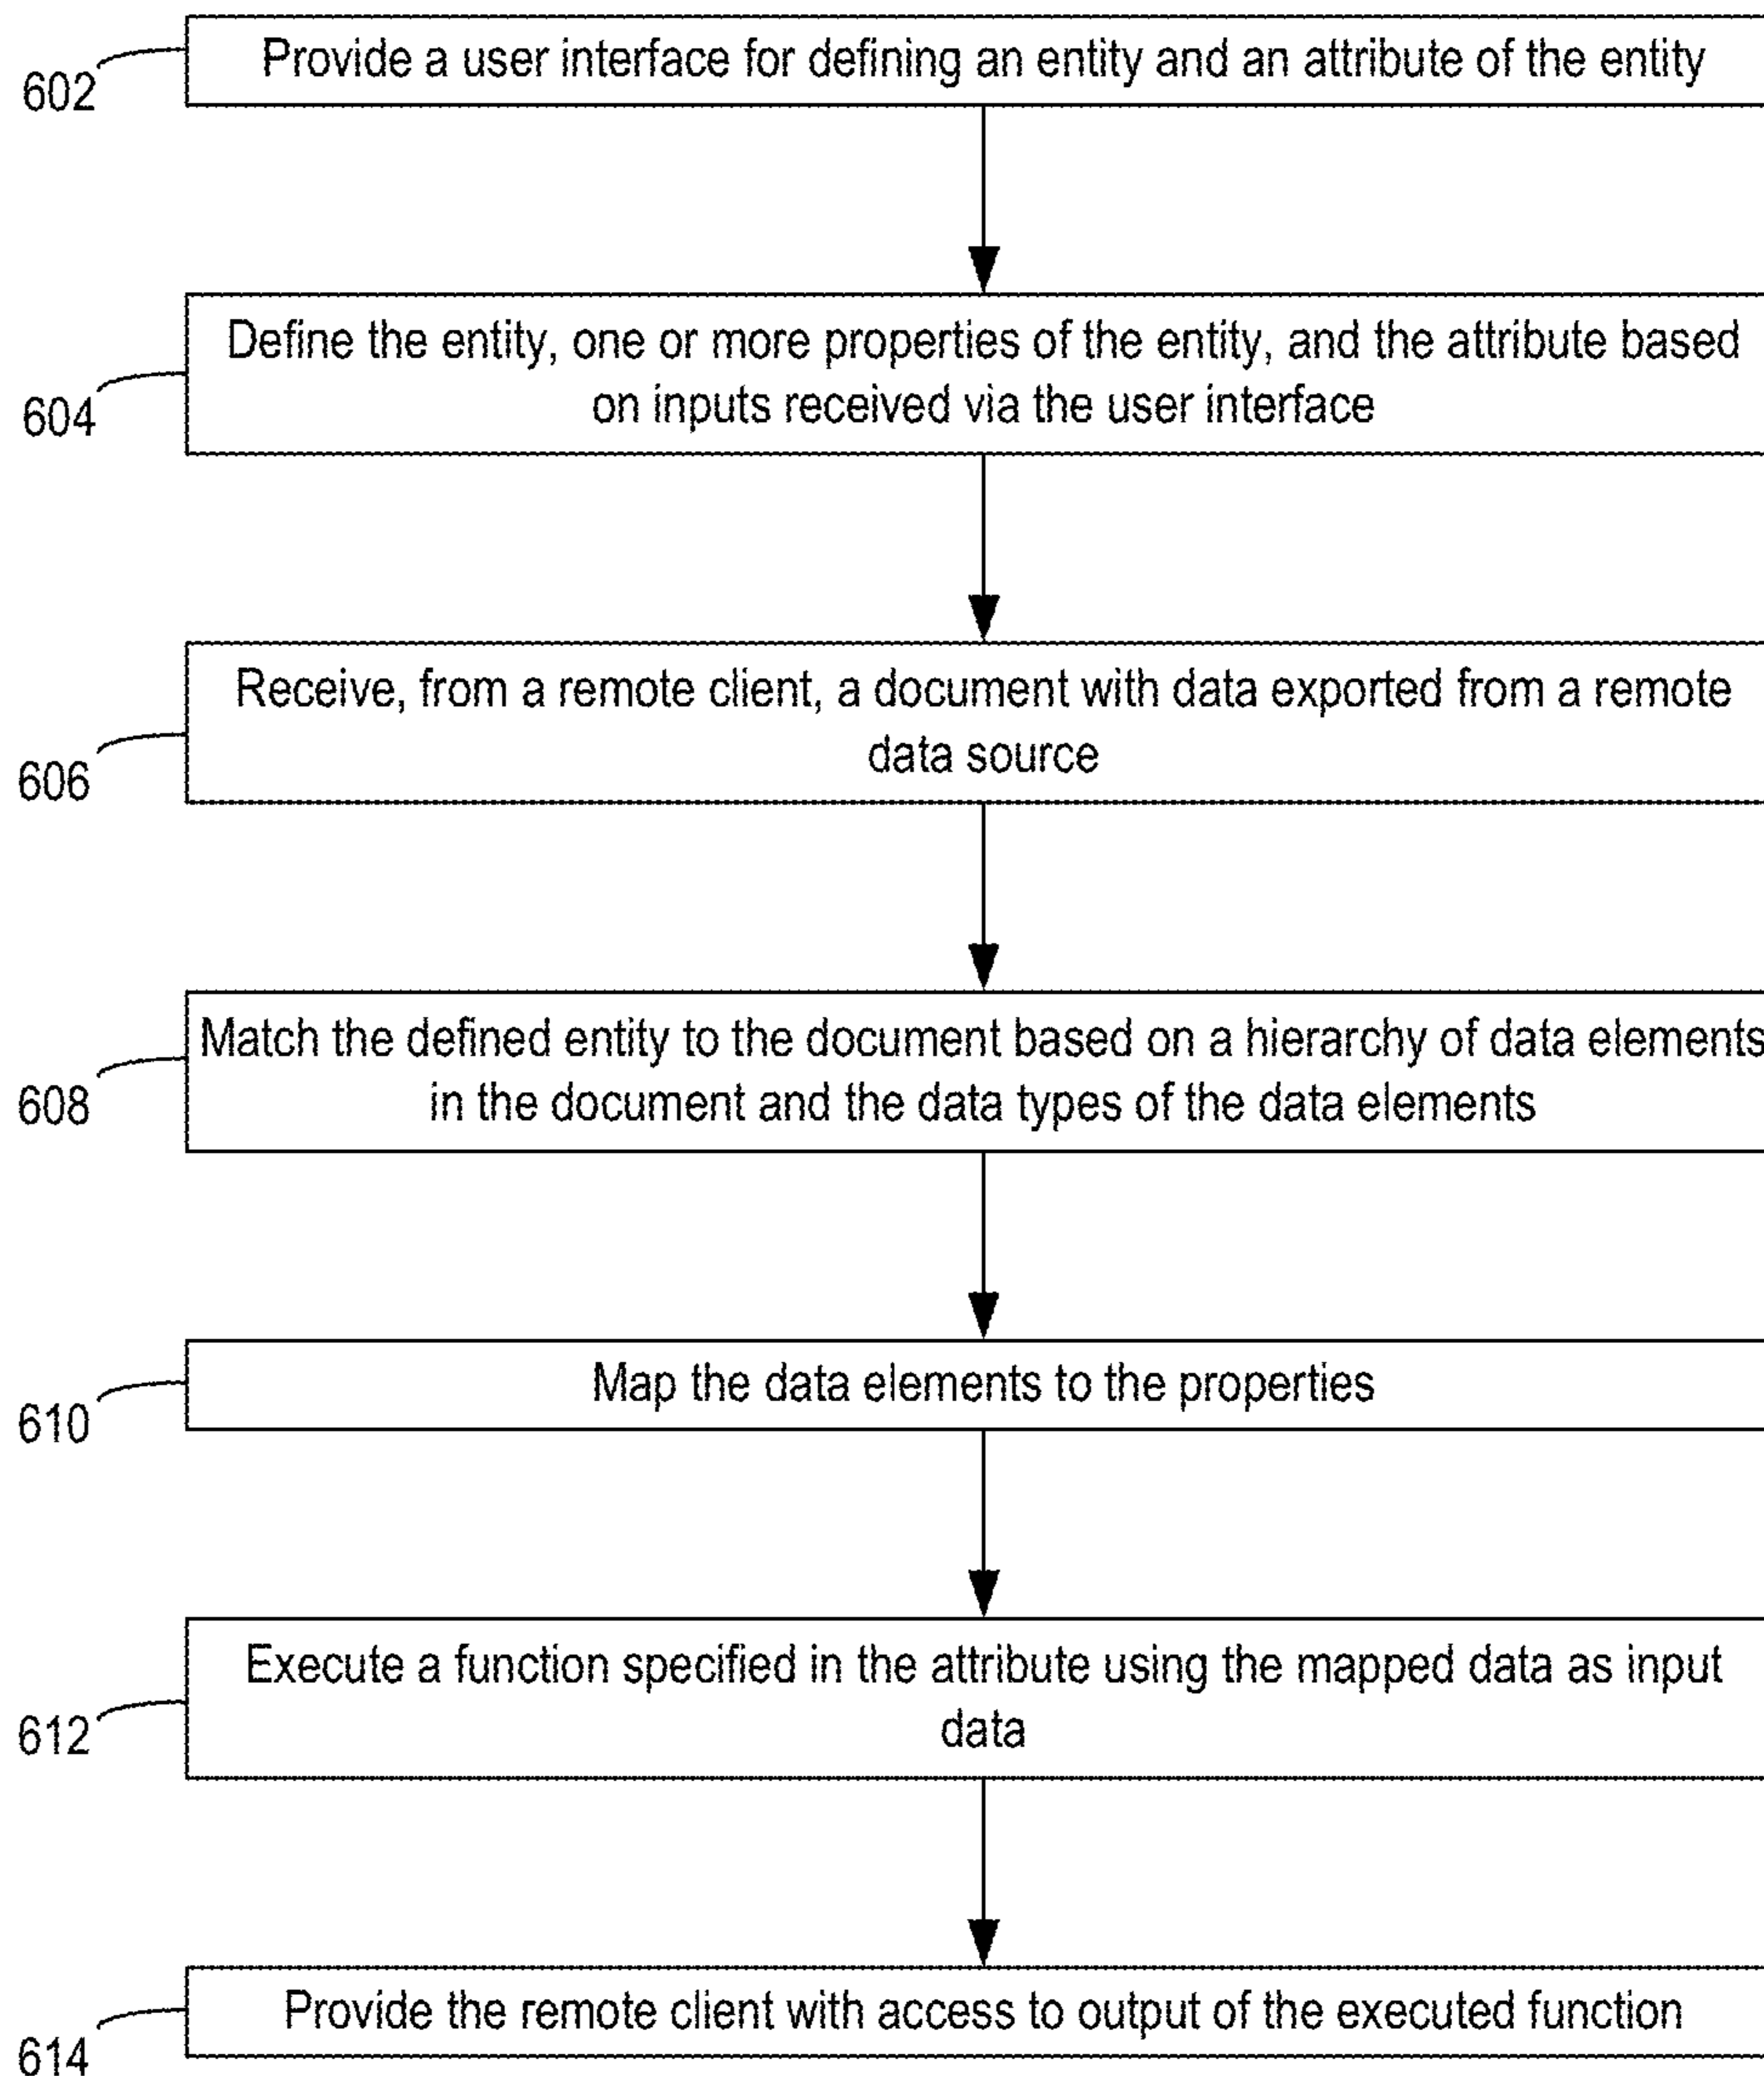 Provide a user interface for defining an entity and an attribute of the entity
602
Define the entity, one or more properties of the entity, and the attribute based
on inputs received via the user interface
604
Receive, from a remote client, a document with data exported from a remote
data source
606
Match the defined entity to the document based on a hierarchy of data elements
in the document and the data types of the data elements
608
Map the data elements to the properties
610
Execute a function specified in the attribute using the mapped data as input
data
612
Provide the remote client with access to output of the executed function
614